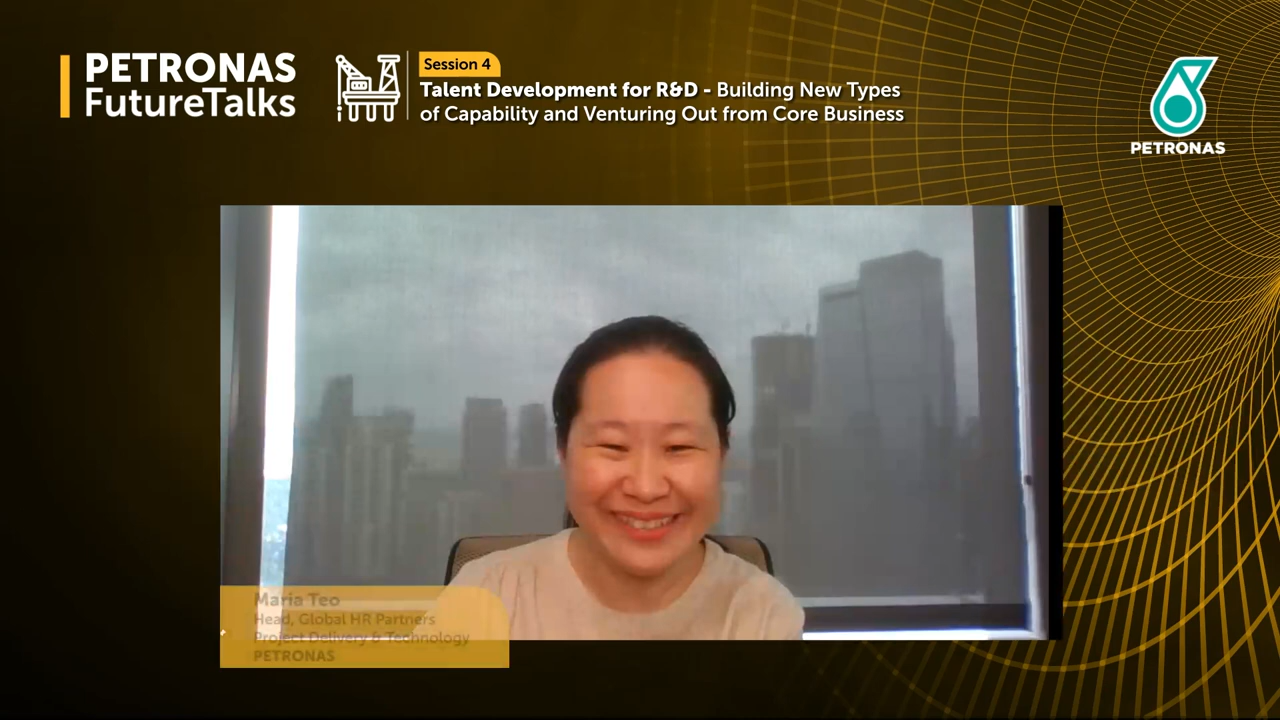 PETRONAS
FutureTalks
Session 4
Talent Development for R&D - Building New Types
of Capability and Venturing Out from Core Business
PETRONAS
Maria Teo
Head, Global HR Partners
Project Delivery & Technology
PETRONAS